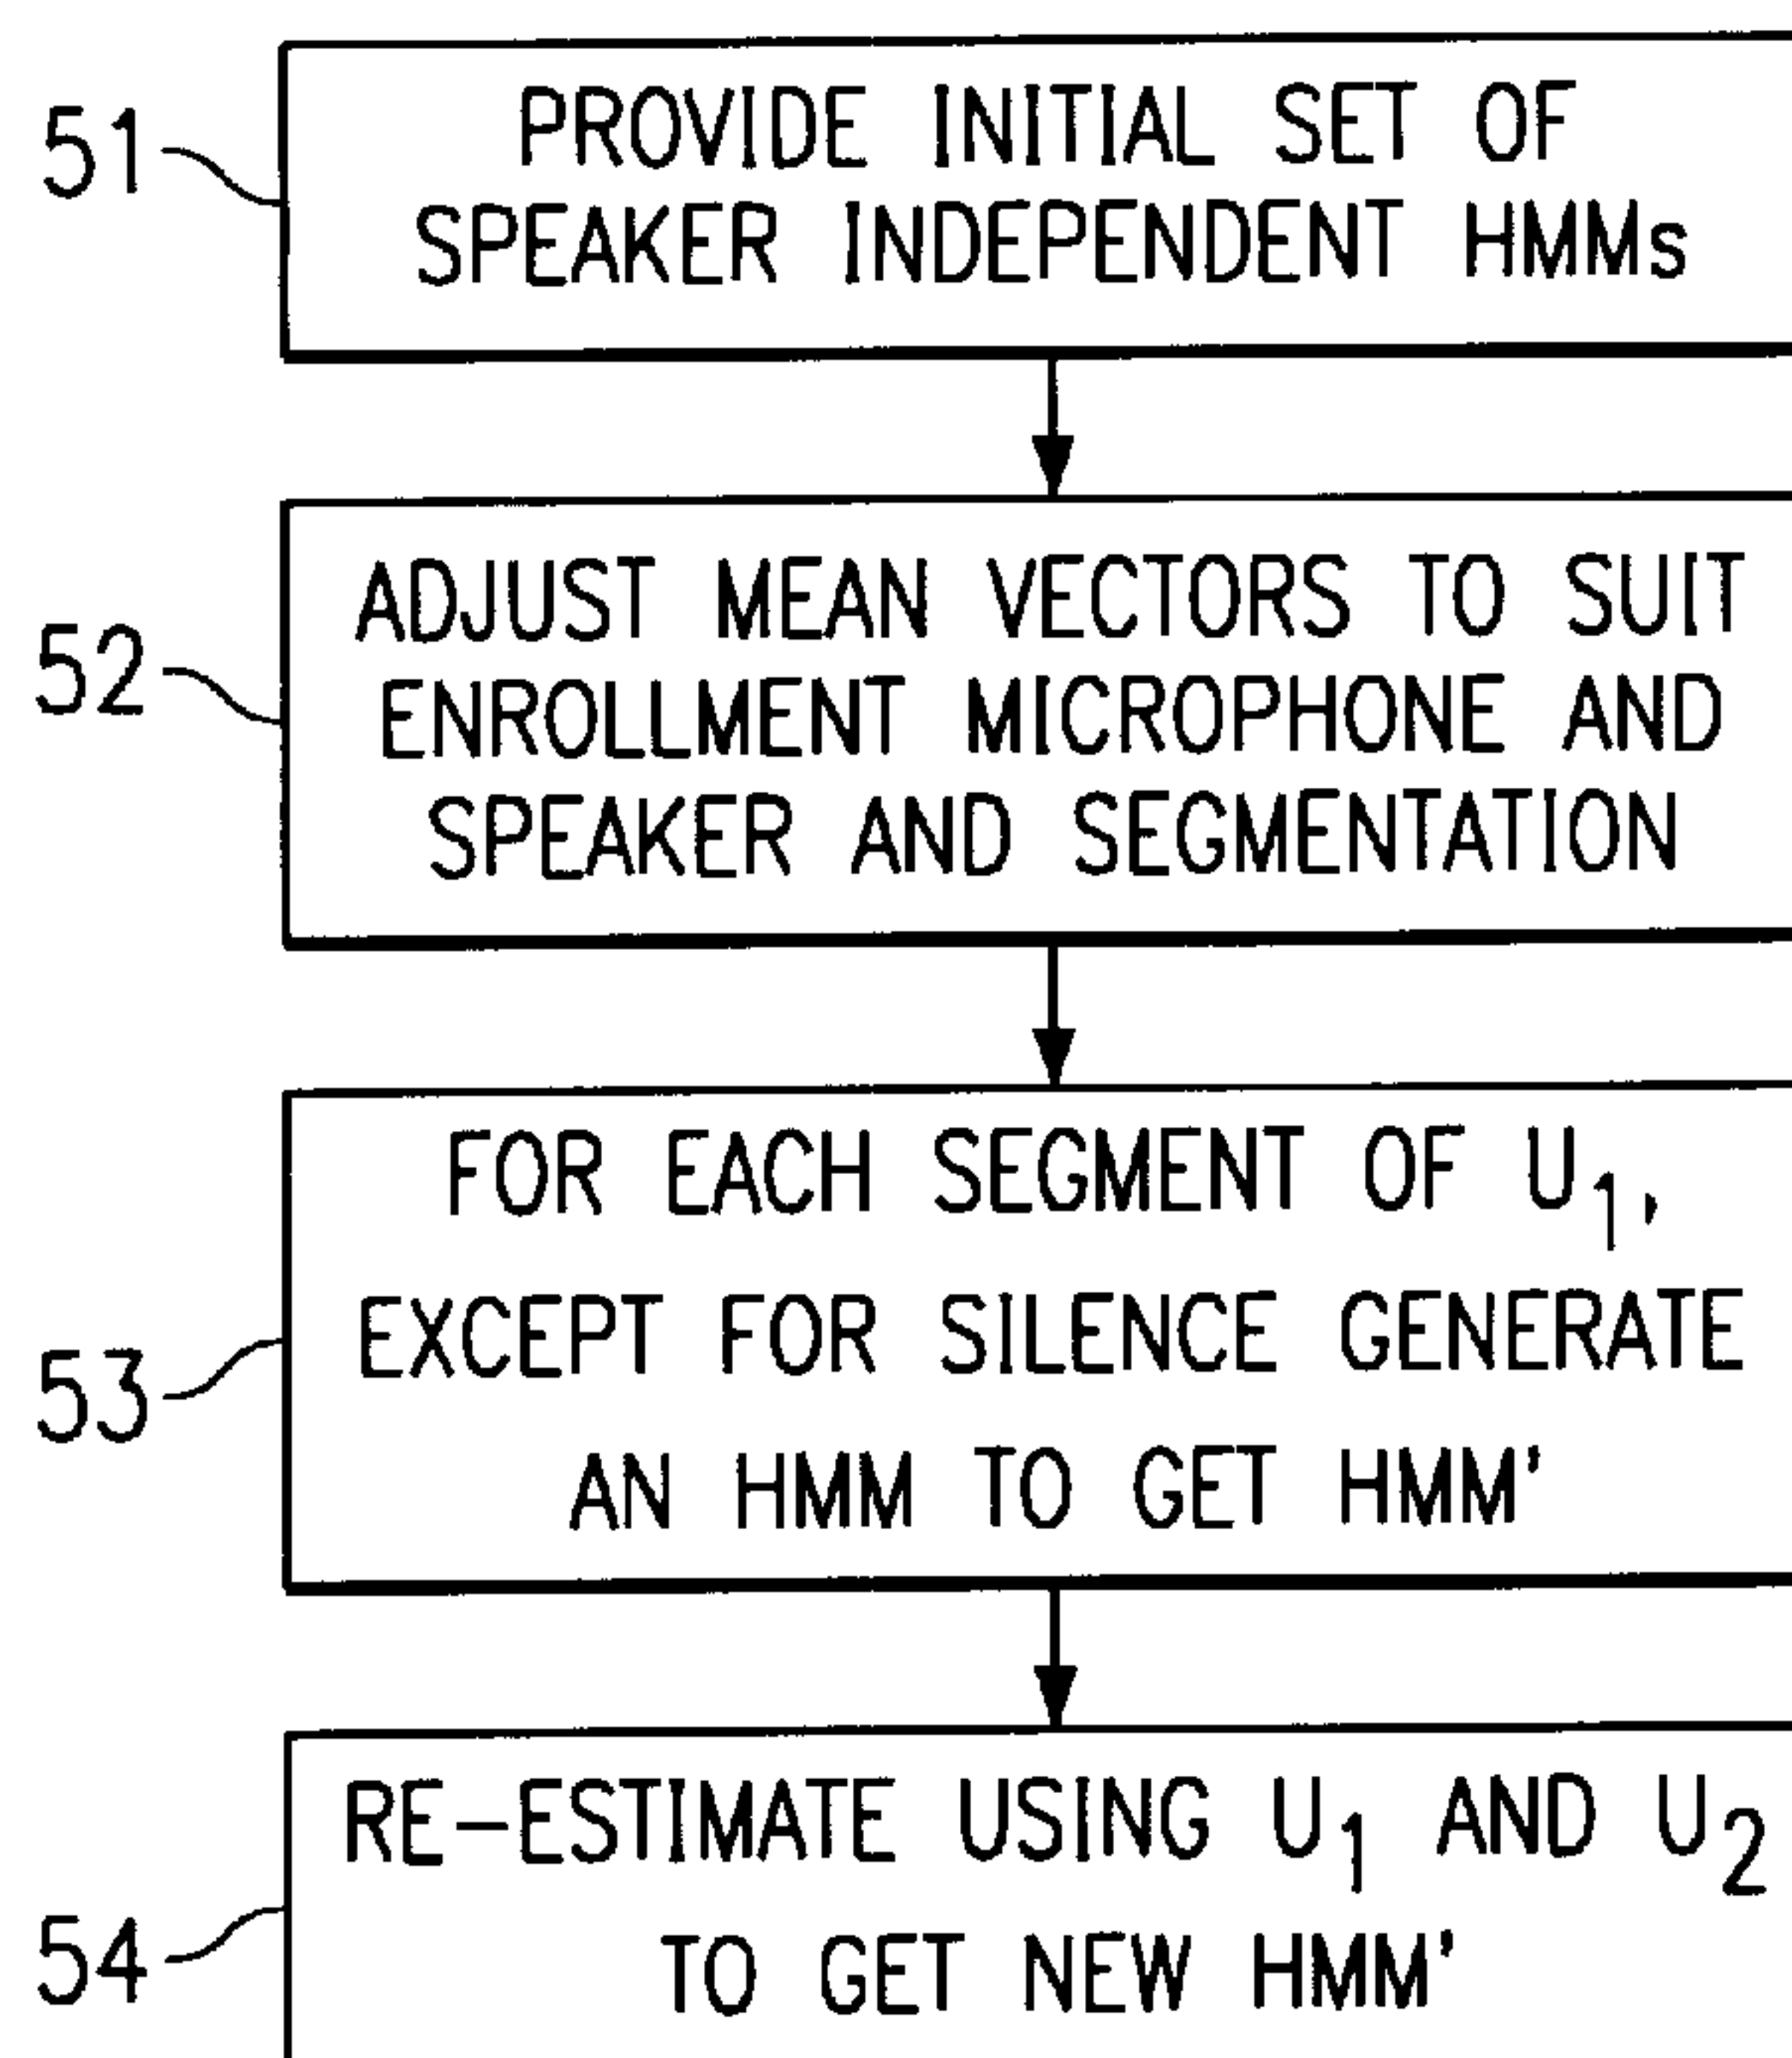 51
PROVIDE INITIAL SET OF
SPEAKER INDEPENDENT HMMs
52
ADJUST MEAN VECTORS TO SUIT
ENROLLMENT MICROPHONE AND
SPEAKER AND SEGMENTATION
53
FOR EACH SEGMENT OF U₁,
EXCEPT FOR SILENCE GENERATE
AN HMM TO GET HMM'
54
RE-ESTIMATE USING U₁ AND U₂
TO GET NEW HMM'